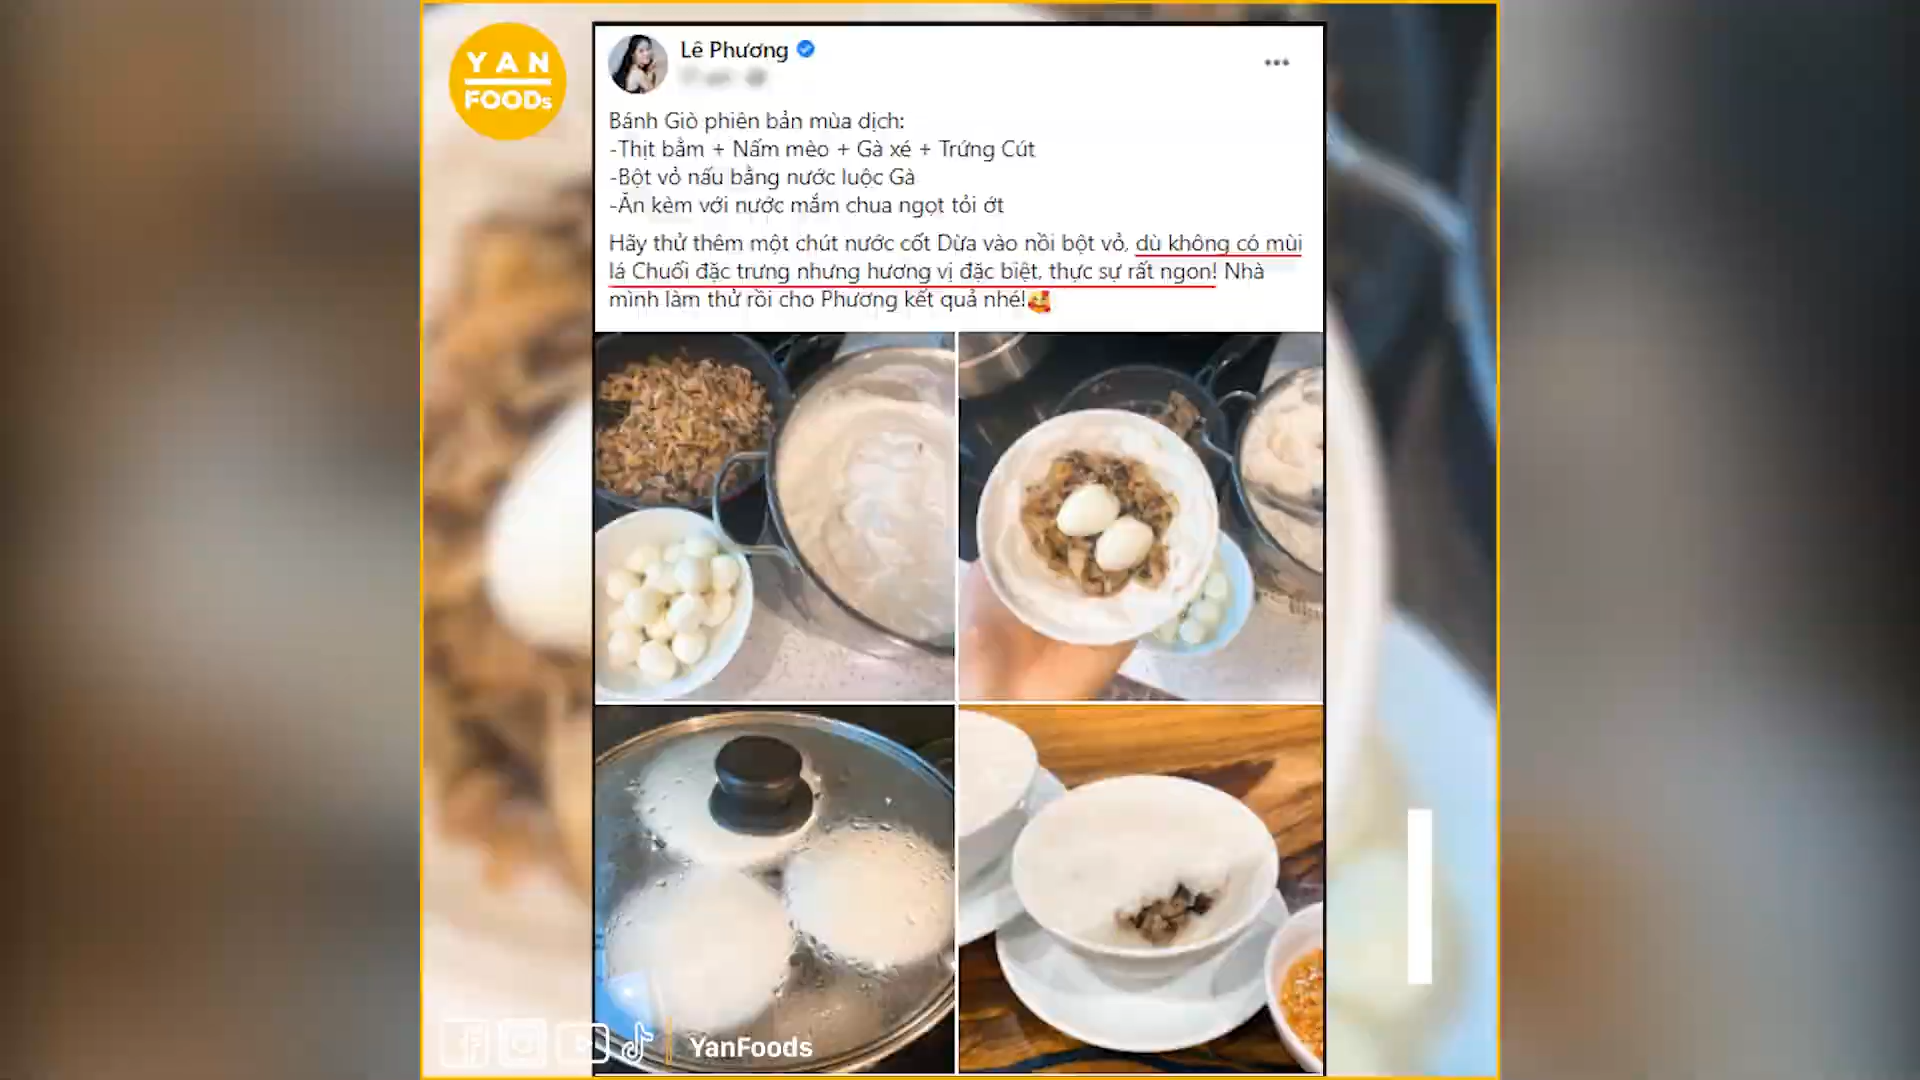 YAN
FOODs
Lê Phương
Bánh Giò phiên bản mùa dịch:
-Thịt bằm + Nấm mèo + Gà xé + Trứng Cút
-Bột vỏ nấu bằng nước luộc Gà
-Ăn kèm với nước mắm chua ngọt tỏi ớt
Hãy thử thêm một chút nước cốt Dừa vào nồi bột vỏ, dù không có mùi
lá Chuối đặc trưng nhưng hương vị đặc biệt, thực sự rất ngon! Nhà
mình làm thử rồi cho Phương kết quả nhé!🥰
YanFoods